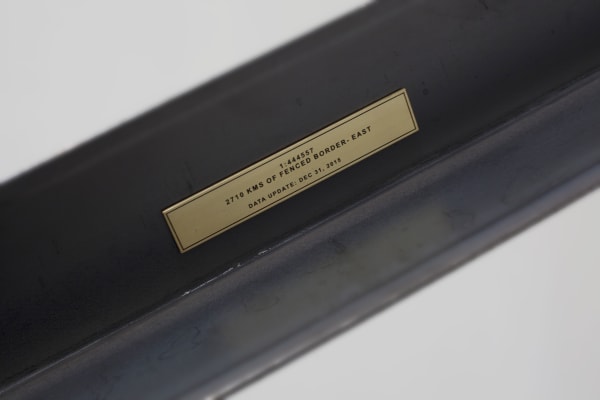 1:444557
2710 KMS OF FENCED BORDER- EAST
DATA UPDATE: DEC 31, 2015